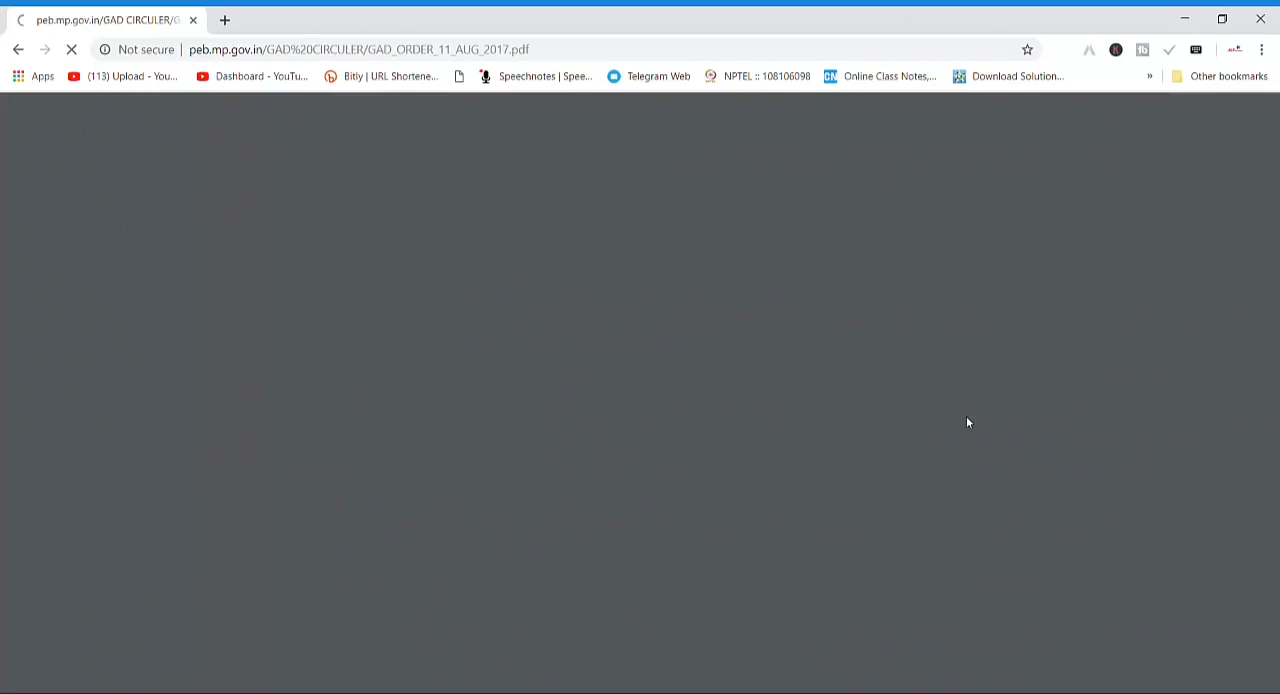 peb.mp.gov.in/GAD CIRCULER/G
Not secure | peb.mp.gov.in/GAD%20CIRCULER/GAD_ORDER_11_AUG_2017.pdf
Apps (113) Upload - You... Dashboard - YouTu... Bitly | URL Shortene... Speechnotes | Spee... Telegram Web NPTEL :: 108106098 CN Online Class Notes,... Download Solution... » Other bookmarks